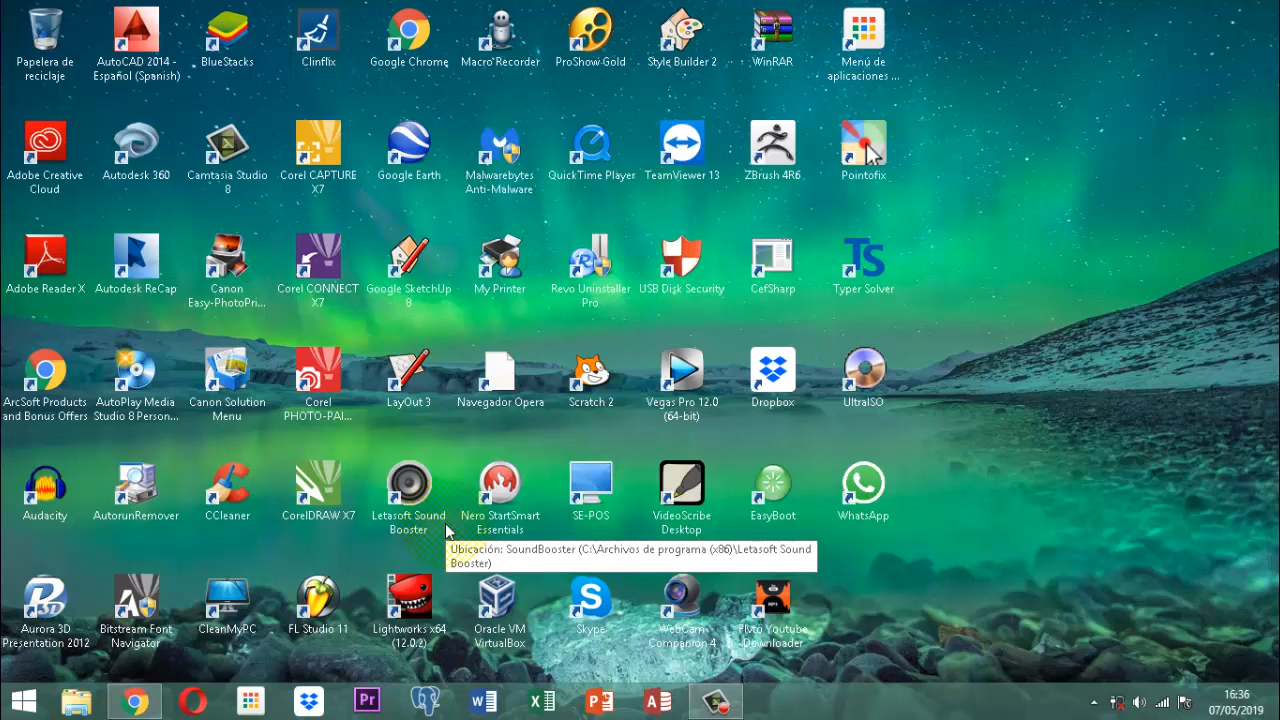 Papelera de
reciclaje
AutoCAD 2014 -
Español (Spanish)
BlueStacks
Clinflix
Google Chrome
Macro Recorder
ProShow Gold
Style Builder 2
WinRAR
Menú de
aplicaciones ...
Adobe Creative
Cloud
Autodesk 360
Camtasia Studio
8
Corel CAPTURE
X7
Google Earth
Malwarebytes
Anti-Malware
QuickTime Player
TeamViewer 13
ZBrush 4R6
Pointofix
Adobe Reader X
Autodesk ReCap
Canon
Easy-PhotoPri...
Corel CONNECT
X7
Google SketchUp
8
My Printer
Revo Uninstaller
Pro
USB Disk Security
CefSharp
TS
Typer Solver
ArcSoft Products
and Bonus Offers
AutoPlay Media
Studio 8 Person...
Canon Solution
Menu
Corel
PHOTO-PAI...
LayOut 3
Navegador Opera
Scratch 2
Vegas Pro 12.0
(64-bit)
Dropbox
UltraISO
Audacity
AutorunRemover
CCleaner
CorelDRAW X7
Letasoft Sound
Booster
Nero StartSmart
Essentials
SE-POS
VideoScribe
Desktop
EasyBoot
WhatsApp
Ubicación: SoundBooster (C:\Archivos de programa (x86)\Letasoft Sound
Booster)
Aurora 3D
Presentation 2012
Bitstream Font
Navigator
CleanMyPC
FL Studio 11
Lightworks x64
(12.0.2)
Oracle VM
VirtualBox
Skype
WebCam
Companion 4
Flvto Youtube
Downloader
Pr
16:36
07/05/2019